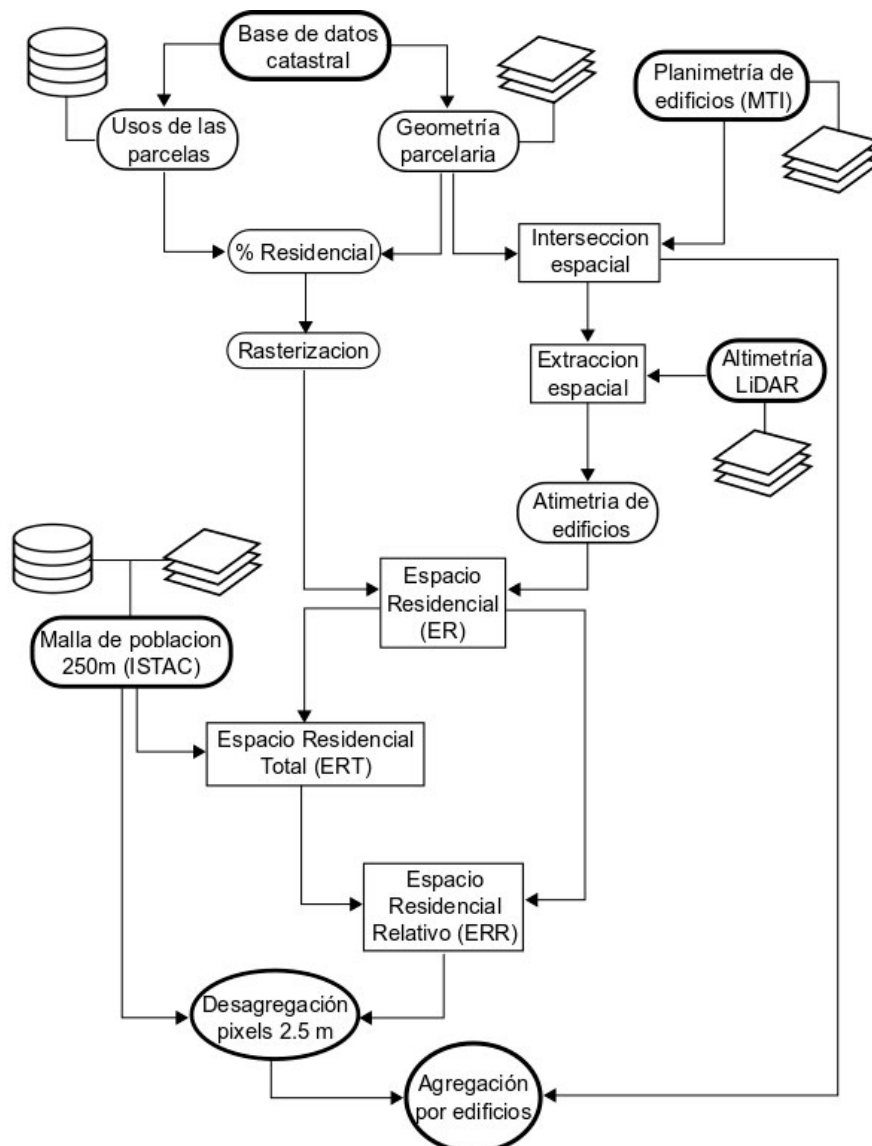 Base de datos
catastral
Planimetría de
edificios (MTI)
Usos de las
parcelas
Geometría
parcelaria
% Residencial
Interseccion
espacial
Rasterizacion
Extraccion
espacial
Altimetría
LiDAR
Atimetria de
edificios
Espacio
Residencial
(ER)
Malla de poblacion
250m (ISTAC)
Espacio Residencial
Total (ERT)
Espacio
Residencial
Relativo (ERR)
Desagregación
pixels 2.5 m
Agregación
por edificios